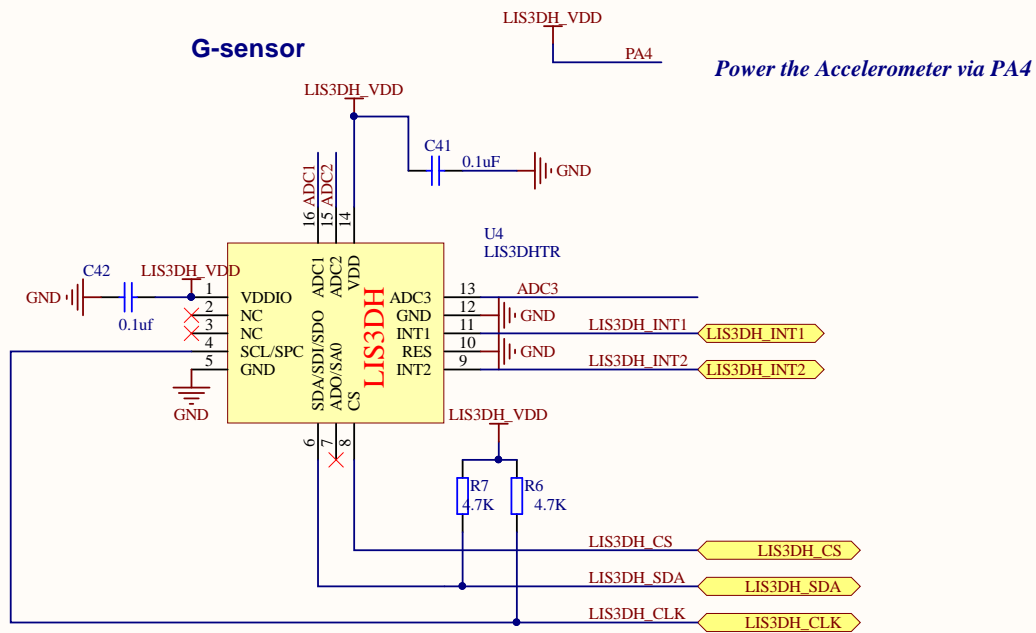 LIS3DH_VDD
G-sensor
PA4
Power the Accelerometer via PA4
LIS3DH_VDD
C41
0.1uF
GND
ADC1
ADC2
16
15
14
U4
LIS3DHTR
C42
LIS3DH_VDD
GND
0.1uf
ADC1
ADC2
VDD
1
VDDIO
2
NC
3
NC
4
SCL/SPC
5
GND
GND
LIS3DH
ADC3
13
ADC3
GND
12
GND
INT1
11
LIS3DH_INT1
LIS3DH_INT1
RES
10
GND
INT2
9
LIS3DH_INT2
LIS3DH_INT2
SDA/SDI/SDO
ADO/SA0
CS
6
7
8
LIS3DH_VDD
R7
4.7K
R6
4.7K
LIS3DH_CS
LIS3DH_CS
LIS3DH_SDA
LIS3DH_SDA
LIS3DH_CLK
LIS3DH_CLK